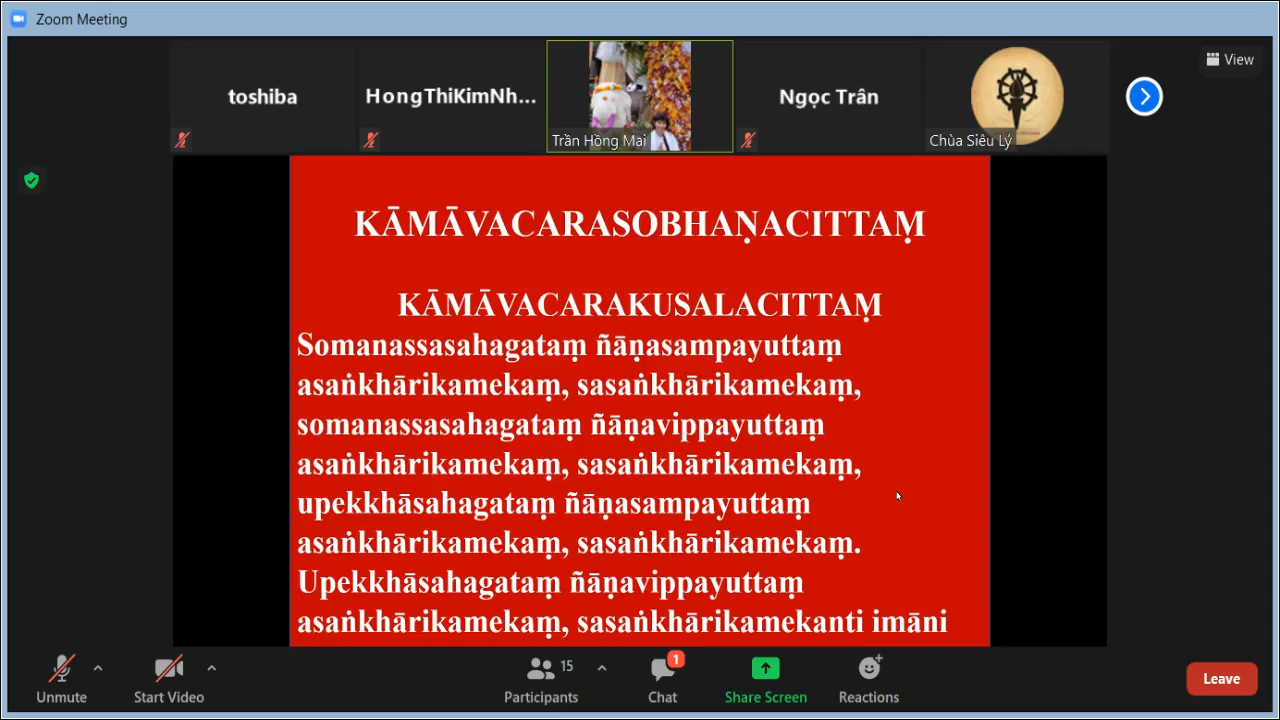 Zoom Meeting
View
toshiba
HongThiKimNh...
Trần Hồng Mai
Ngọc Trân
Chùa Siêu Lý
KĀMĀVACARASOBHAṆACITTAṂ
KĀMĀVACARAKUSALACITTAṂ
Somanassasahagataṃ ñāṇasampayuttaṃ
asaṅkhārikamekaṃ, sasaṅkhārikamekaṃ,
somanassasahagataṃ ñāṇavippayuttaṃ
asaṅkhārikamekaṃ, sasaṅkhārikamekaṃ,
upekkhāsahagataṃ ñāṇasampayuttaṃ
asaṅkhārikamekaṃ, sasaṅkhārikamekaṃ.
Upekkhāsahagataṃ ñāṇavippayuttaṃ
asaṅkhārikamekaṃ, sasaṅkhārikamekanti imāni
Unmute
Start Video
15
Participants
1
Chat
Share Screen
Reactions
Leave